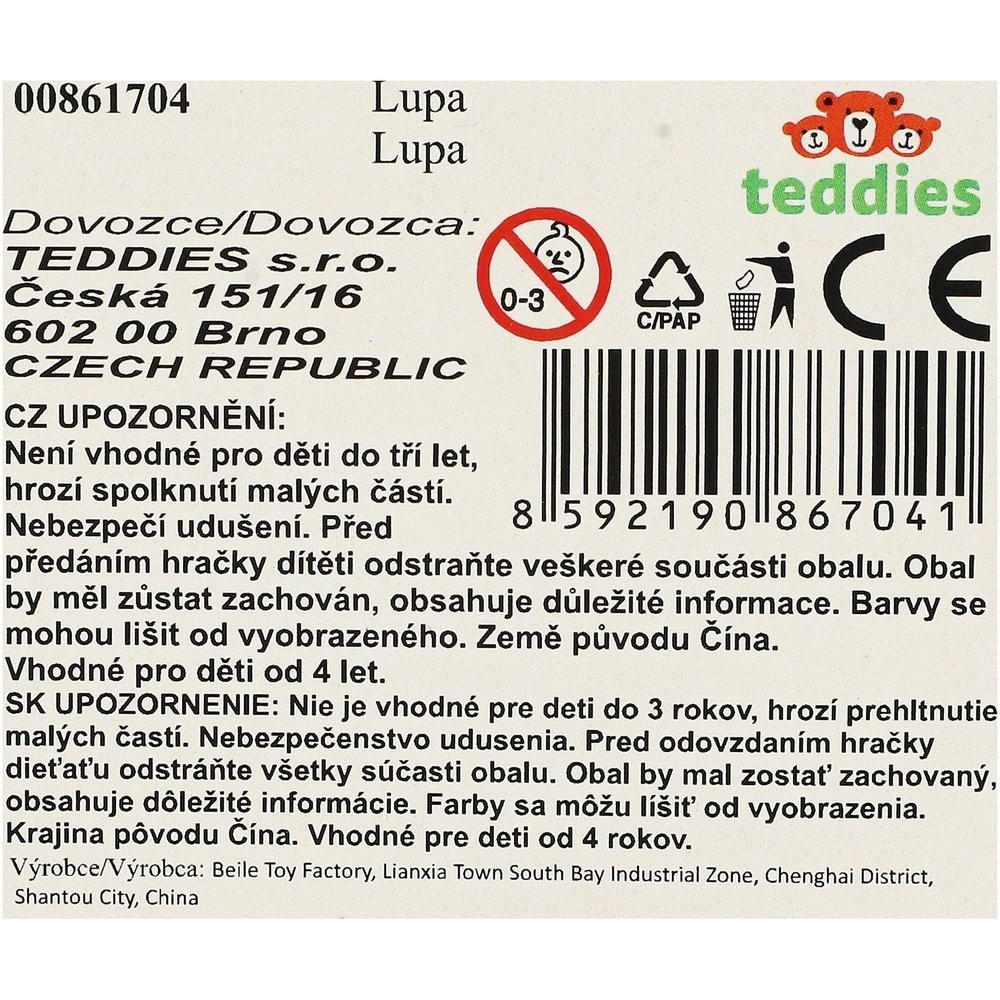 00861704 Lupa
Lupa
teddies
Dovozce/Dovozca:
TEDDIES s.r.o.
Česká 151/16
602 00 Brno
CZECH REPUBLIC
0-3
C/PAP
CE
8 592190 867041
CZ UPOZORNĚNÍ:
Není vhodné pro děti do tří let,
hrozí spolknutí malých částí.
Nebezpečí udušení. Před
předáním hračky dítěti odstraňte veškeré součásti obalu. Obal
by měl zůstat zachován, obsahuje důležité informace. Barvy se
mohou lišit od vyobrazeného. Země původu Čína.
Vhodné pro děti od 4 let.
SK UPOZORNENIE: Nie je vhodné pre deti do 3 rokov, hrozí prehltnutie
malých častí. Nebezpečenstvo udusenia. Pred odovzdaním hračky
dieťaťu odstráňte všetky súčasti obalu. Obal by mal zostať zachovaný,
obsahuje dôležité informácie. Farby sa môžu líšiť od vyobrazenia.
Krajina pôvodu Čína. Vhodné pre deti od 4 rokov.
Výrobce/Výrobca: Beile Toy Factory, Lianxia Town South Bay Industrial Zone, Chenghai District,
Shantou City, China